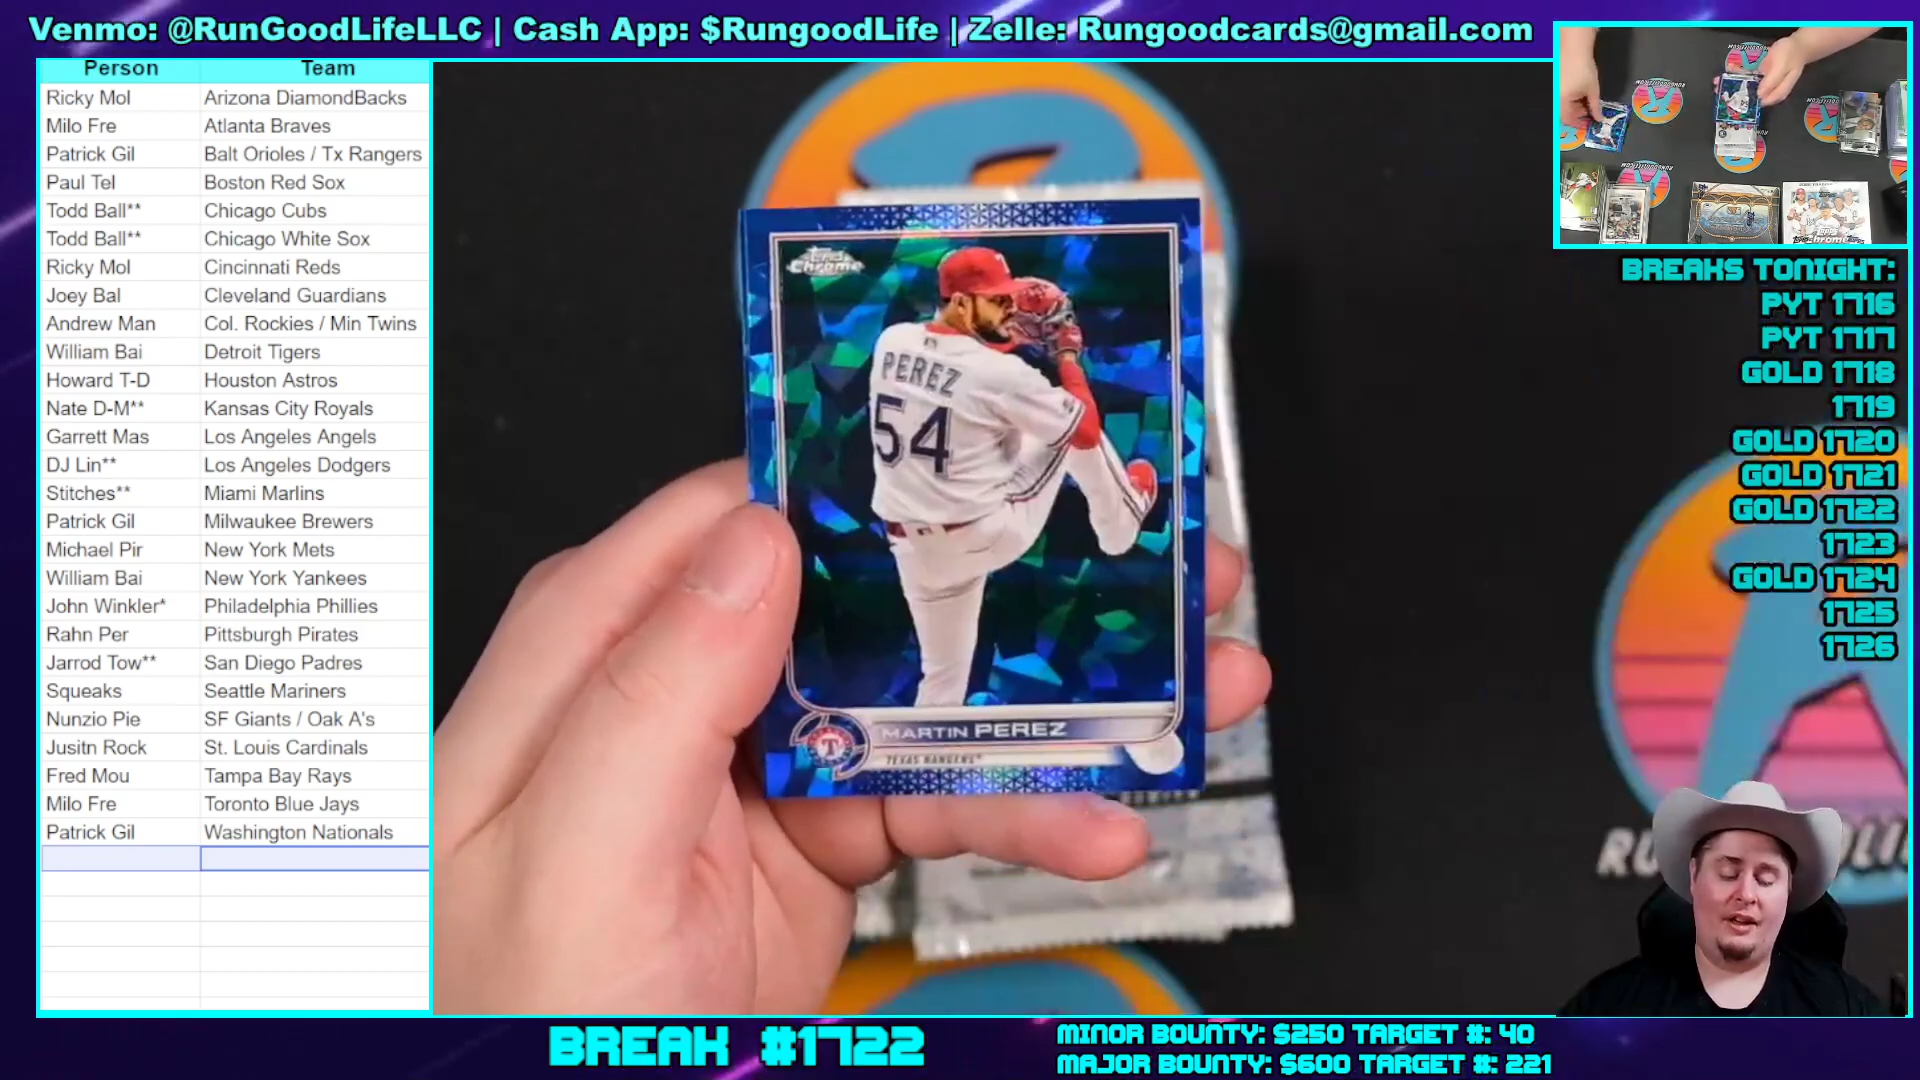 Venmo: @RunGoodLifeLLC | Cash App: $RungoodLife | Zelle: Rungoodcards@gmail.com
Person Team
Ricky Mol Arizona DiamondBacks
Milo Fre Atlanta Braves
Patrick Gil Balt Orioles / Tx Rangers
Paul Tel Boston Red Sox
Todd Ball** Chicago Cubs
Todd Ball** Chicago White Sox
Ricky Mol Cincinnati Reds
Joey Bal Cleveland Guardians
Andrew Man Col. Rockies / Min Twins
William Bai Detroit Tigers
Howard T-D Houston Astros
Nate D-M** Kansas City Royals
Garrett Mas Los Angeles Angels
DJ Lin** Los Angeles Dodgers
Stitches** Miami Marlins
Patrick Gil Milwaukee Brewers
Michael Pir New York Mets
William Bai New York Yankees
John Winkler* Philadelphia Phillies
Rahn Per Pittsburgh Pirates
Jarrod Tow** San Diego Padres
Squeaks Seattle Mariners
Nunzio Pie SF Giants / Oak A's
Jusitn Rock St. Louis Cardinals
Fred Mou Tampa Bay Rays
Milo Fre Toronto Blue Jays
Patrick Gil Washington Nationals
Topps
Chrome
PEREZ
54
MARTIN PEREZ
TEXAS RANGERS
BREAKS TONIGHT:
PYT 1716
PYT 1717
GOLD 1718
1719
GOLD 1720
GOLD 1721
GOLD 1722
1723
GOLD 1724
1725
1726
BREAK #1722
MINOR BOUNTY: $250 TARGET #: 40
MAJOR BOUNTY: $600 TARGET #: 221